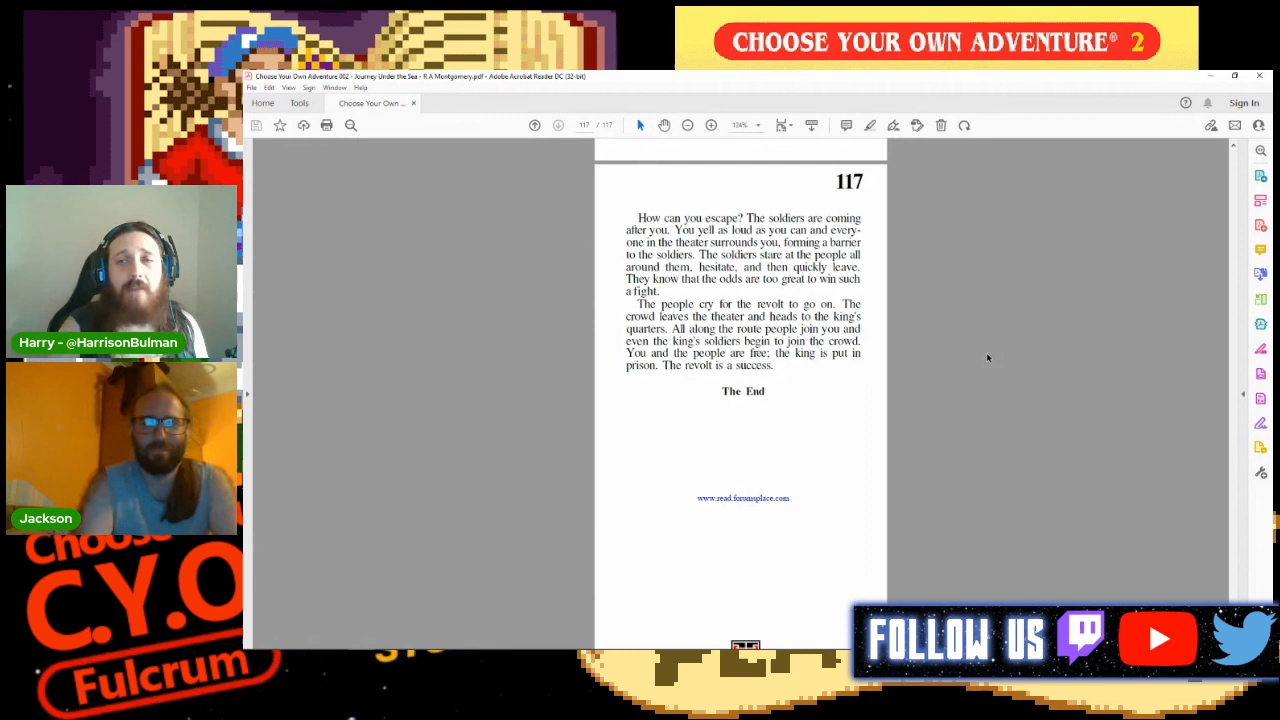 CHOOSE YOUR OWN ADVENTURE® 2
Choose Your Own Adventure 002 - Journey Under the Sea - R A Montgomery.pdf - Adobe Acrobat Reader DC (32-bit)
File Edit View Sign Window Help
Home Tools Choose Your Own ... × Sign In
117 / 117 124%
117
How can you escape? The soldiers are coming
after you. You yell as loud as you can and every-
one in the theater surrounds you, forming a barrier
to the soldiers. The soldiers stare at the people all
around them, hesitate, and then quickly leave.
They know that the odds are too great to win such
a fight.
The people cry for the revolt to go on. The
crowd leaves the theater and heads to the king's
quarters. All along the route people join you and
even the king's soldiers begin to join the crowd.
You and the people are free; the king is put in
prison. The revolt is a success.
The End
www.read.forumsplace.com
Harry - @HarrisonBulman
Jackson
Choose
C.Y.O
Fulcrum
FOLLOW US